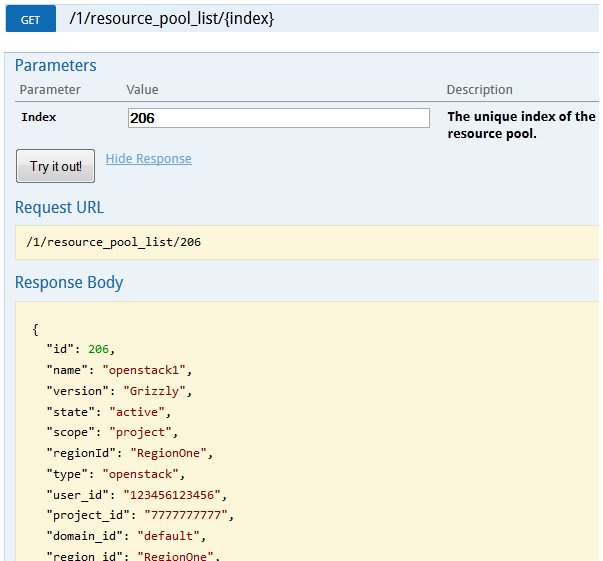 GET /1/resource_pool_list/{index}
Parameters
Parameter Value Description
Index 206 The unique index of the
resource pool.
Try it out! Hide Response
Request URL
/1/resource_pool_list/206
Response Body
{
"id": 206,
"name": "openstack1",
"version": "Grizzly",
"state": "active",
"scope": "project",
"regionId": "RegionOne",
"type": "openstack",
"user_id": "123456123456",
"project_id": "7777777777",
"domain_id": "default",
"region_id": "RegionOne",